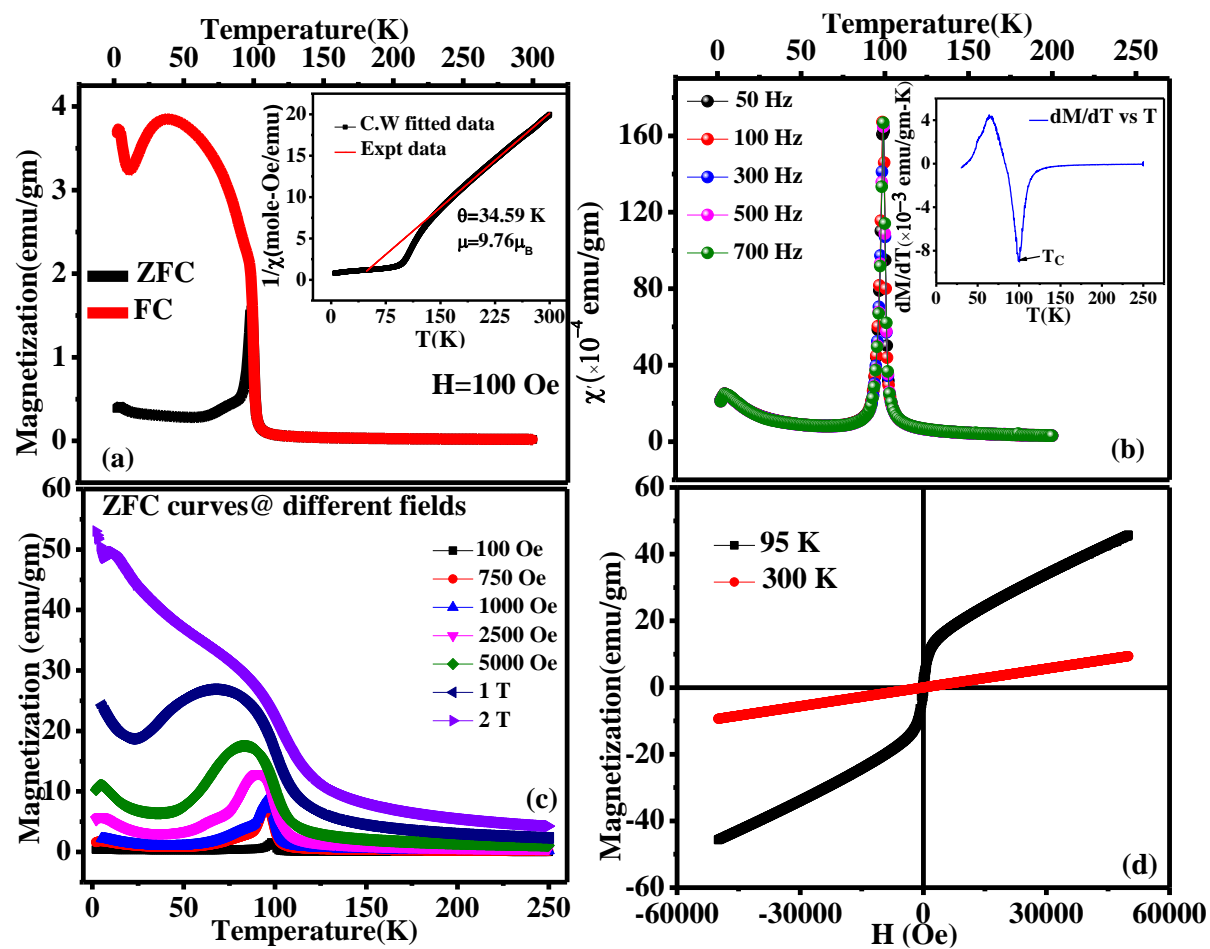 Temperature(K)
0 50 100 150 200 250 300
Magnetization(emu/gm)
4
3
2
1
0
ZFC
FC
H=100 Oe
(a)
1/χ(mole-Oe/emu)
20
15
10
5
0
C.W fitted data
Expt data
θ=34.59 K
μ=9.76μB
0 75 150 225 300
T(K)
Temperature(K)
0 50 100 150 200 250
χ′(×10⁻⁴ emu/gm)
160
120
80
40
0
50 Hz
100 Hz
300 Hz
500 Hz
700 Hz
(b)
dM/dT(×10⁻³ emu/gm-K)
4
0
-4
-8
dM/dT vs T
TC
0 50 100 150 200 250
T(K)
Magnetization (emu/gm)
60
50
40
30
20
10
0
ZFC curves@ different fields
100 Oe
750 Oe
1000 Oe
2500 Oe
5000 Oe
1 T
2 T
(c)
0 50 100 150 200 250
Temperature(K)
Magnetization(emu/gm)
60
40
20
0
-20
-40
-60
95 K
300 K
(d)
-60000 -30000 0 30000 60000
H (Oe)